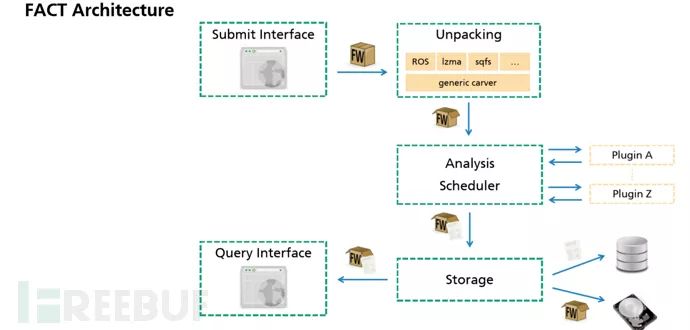 FACT Architecture
Submit Interface
FW
Unpacking
ROS lzma sqfs ...
generic carver
FW
Analysis
Scheduler
Plugin A
Plugin Z
FW
Query Interface
FW
Storage
FW
FREEBUF